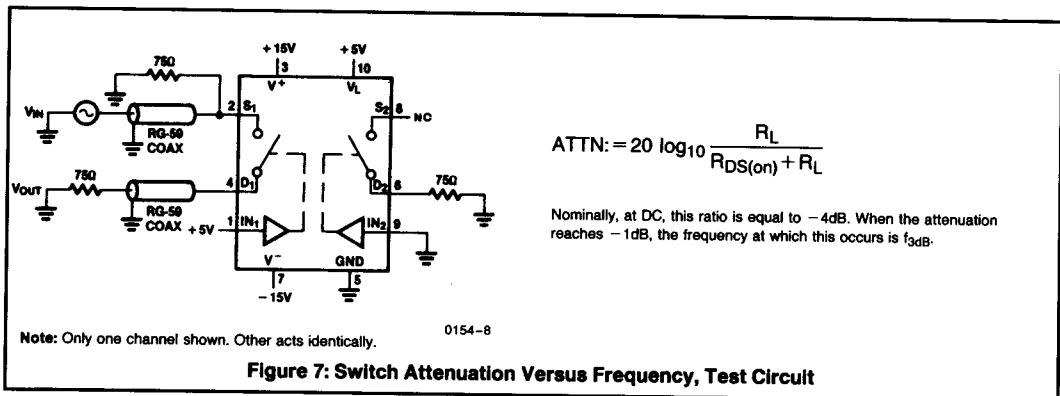 +15V
+5V
75Ω
3
10
V+
VL
VIN
2
S1
S2
8
NC
RG-59
COAX
75Ω
VOUT
4
D1
D2
6
75Ω
RG-59
COAX
+5V
1
IN1
IN2
9
V−
GND
7
5
−15V
ATTN: = 20 log10 RL / RDS(on) + RL
Nominally, at DC, this ratio is equal to −4dB. When the attenuation
reaches −1dB, the frequency at which this occurs is f3dB.
0154-8
Note: Only one channel shown. Other acts identically.
Figure 7: Switch Attenuation Versus Frequency, Test Circuit